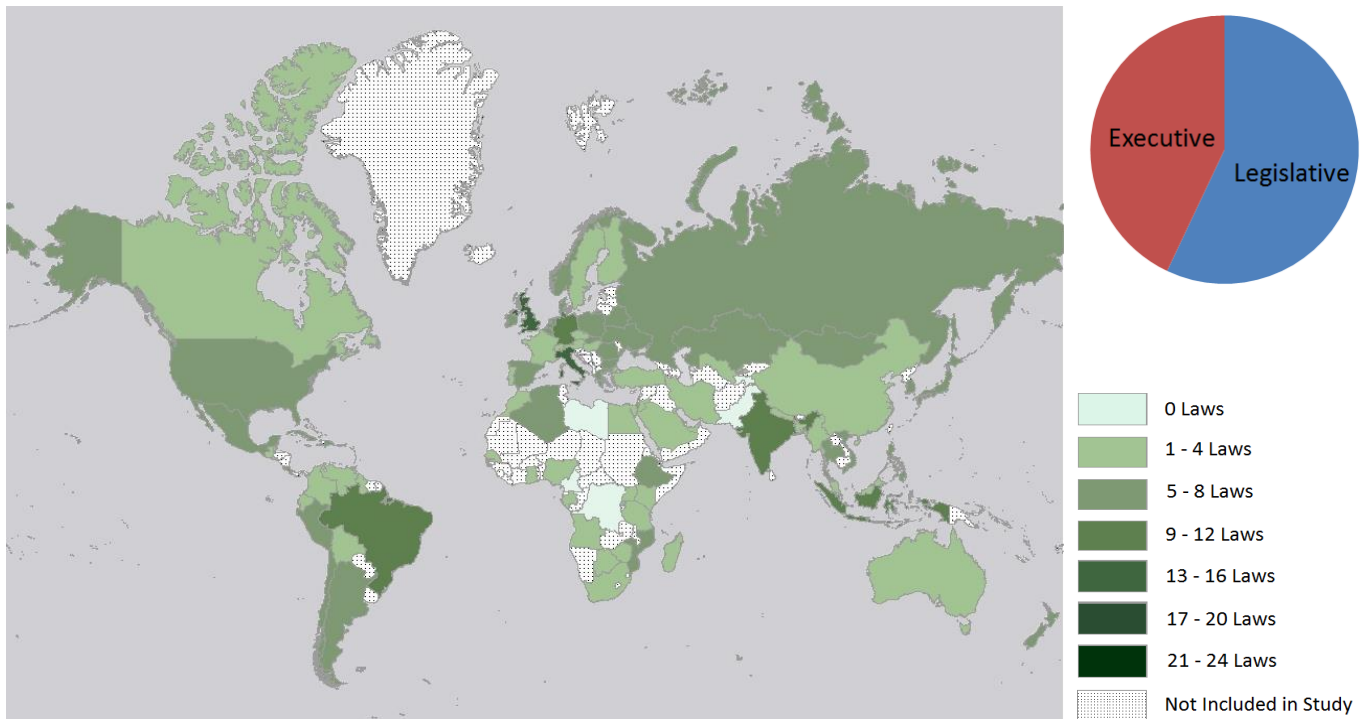 Executive
Legislative
0 Laws
1 - 4 Laws
5 - 8 Laws
9 - 12 Laws
13 - 16 Laws
17 - 20 Laws
21 - 24 Laws
Not Included in Study